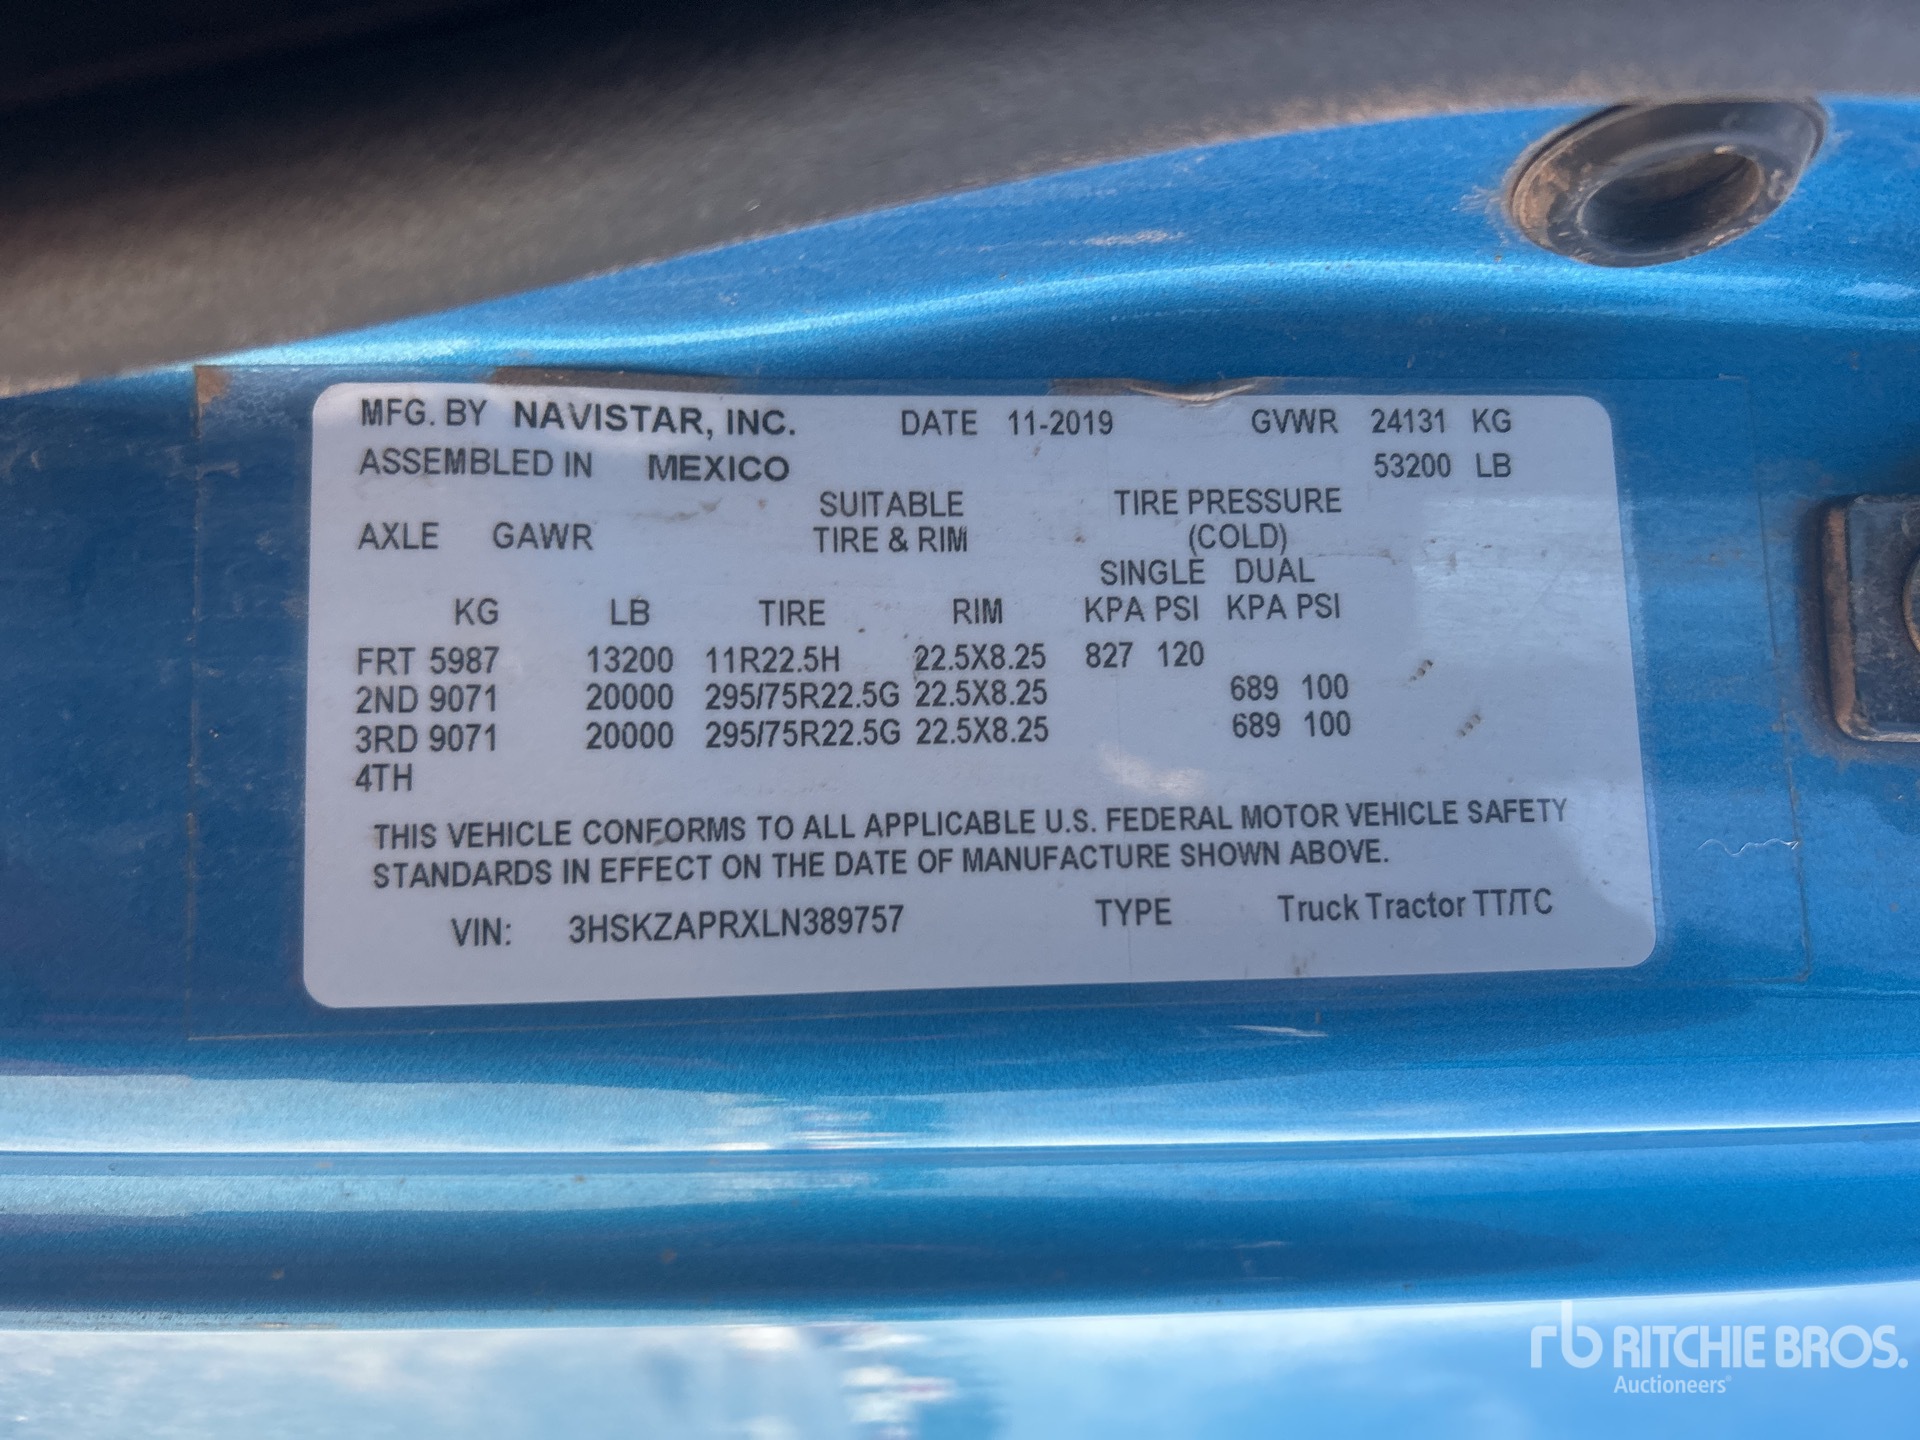 MFG. BY NAVISTAR, INC. DATE 11-2019 GVWR 24131 KG
ASSEMBLED IN MEXICO 53200 LB
SUITABLE TIRE PRESSURE
AXLE GAWR TIRE & RIM (COLD)
SINGLE DUAL
KG LB TIRE RIM KPA PSI KPA PSI
FRT 5987 13200 11R22.5H 22.5X8.25 827 120
2ND 9071 20000 295/75R22.5G 22.5X8.25 689 100
3RD 9071 20000 295/75R22.5G 22.5X8.25 689 100
4TH
THIS VEHICLE CONFORMS TO ALL APPLICABLE U.S. FEDERAL MOTOR VEHICLE SAFETY
STANDARDS IN EFFECT ON THE DATE OF MANUFACTURE SHOWN ABOVE.
VIN: 3HSKZAPRXLN389757 TYPE Truck Tractor TT/TC
rb RITCHIE BROS.
Auctioneers